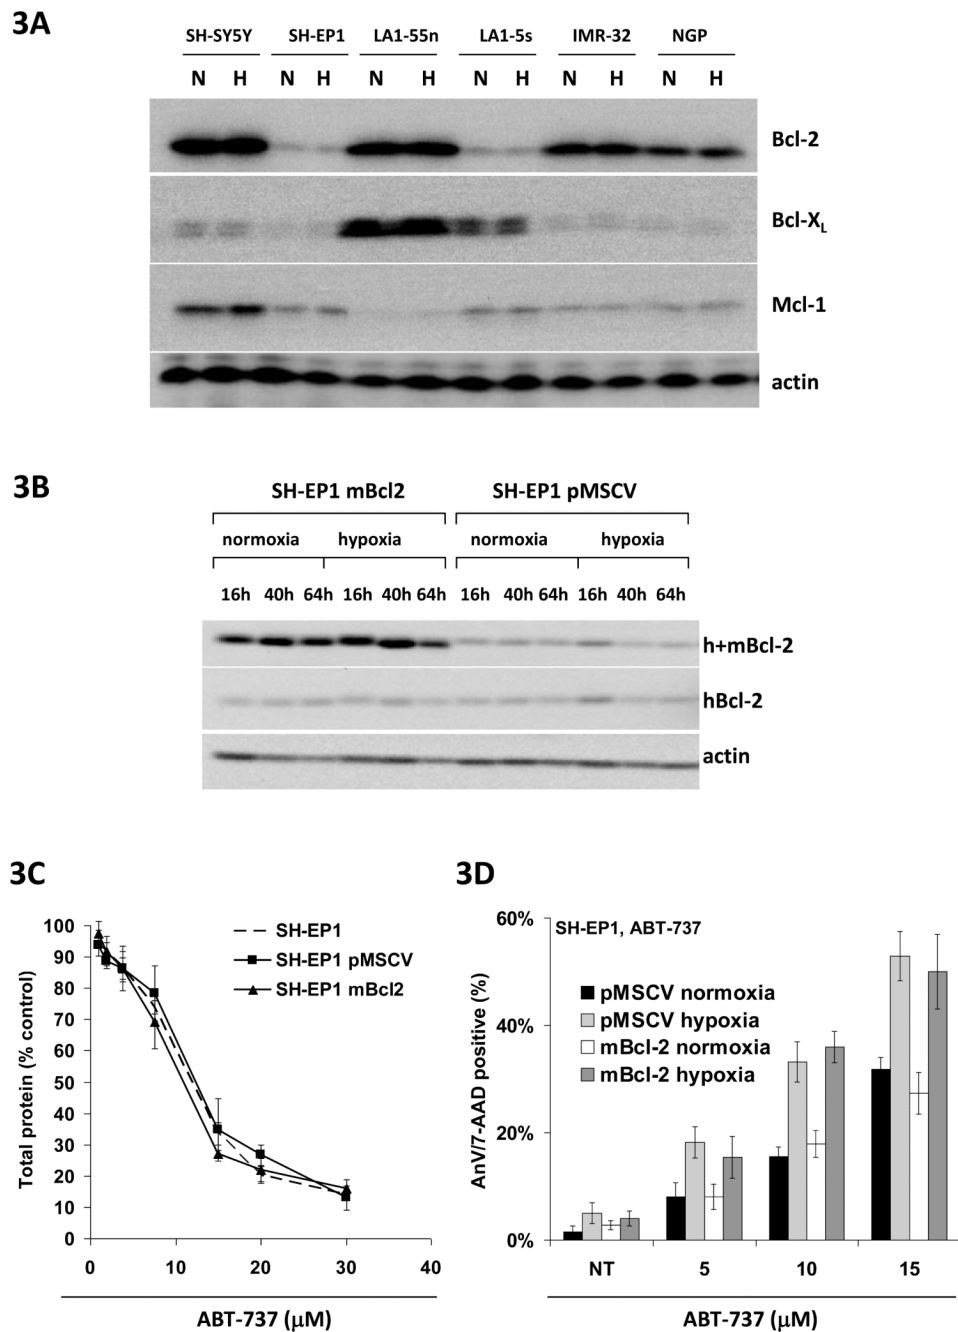 3A
SH-SY5Y SH-EP1 LA1-55n LA1-5s IMR-32 NGP
N H N H N H N H N H N H
Bcl-2
Bcl-XL
Mcl-1
actin
3B
SH-EP1 mBcl2 SH-EP1 pMSCV
normoxia hypoxia normoxia hypoxia
16h 40h 64h 16h 40h 64h 16h 40h 64h 16h 40h 64h
h+mBcl-2
hBcl-2
actin
3C
Total protein (% control)
100
90
80
70
60
50
40
30
20
10
0
SH-EP1
SH-EP1 pMSCV
SH-EP1 mBcl2
0 10 20 30 40
ABT-737 (μM)
3D
AnV/7-AAD positive (%)
60%
40%
20%
0%
SH-EP1, ABT-737
pMSCV normoxia
pMSCV hypoxia
mBcl-2 normoxia
mBcl-2 hypoxia
NT 5 10 15
ABT-737 (μM)